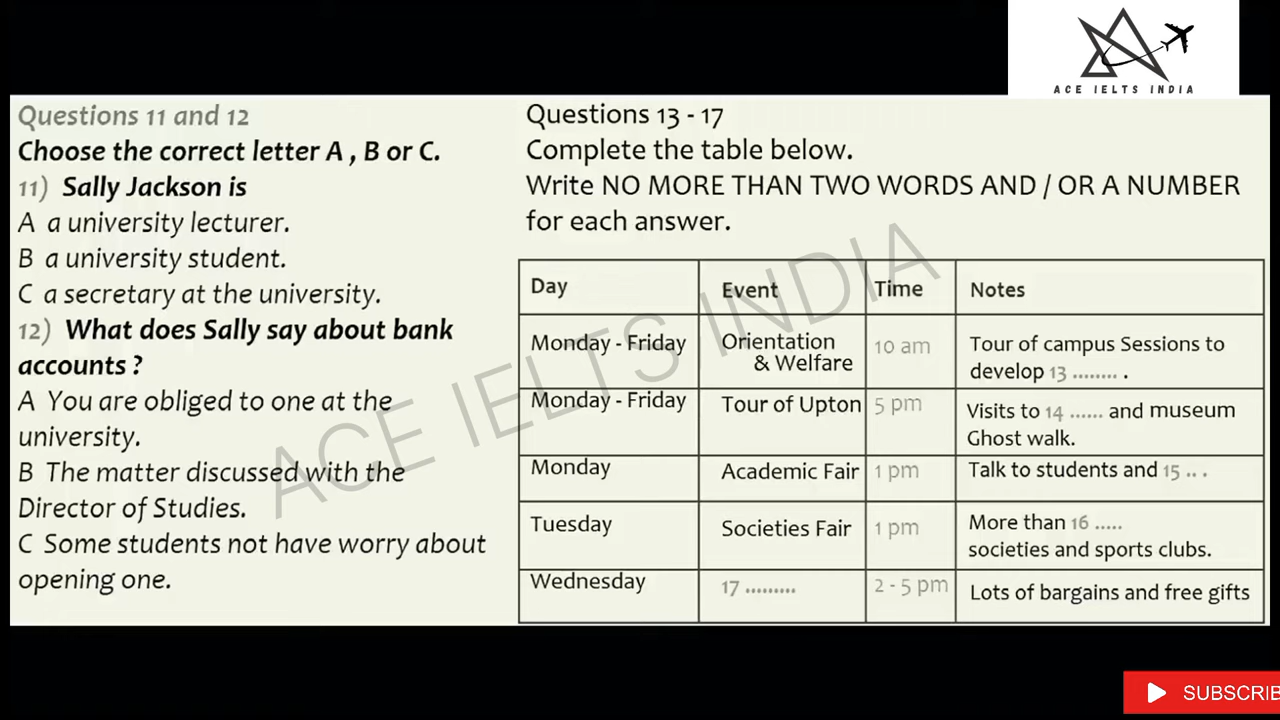 ACE IELTS INDIA
Questions 11 and 12
Choose the correct letter A , B or C.
11) Sally Jackson is
A a university lecturer.
B a university student.
C a secretary at the university.
12) What does Sally say about bank
accounts ?
A You are obliged to one at the
university.
B The matter discussed with the
Director of Studies.
C Some students not have worry about
opening one.
Questions 13 - 17
Complete the table below.
Write NO MORE THAN TWO WORDS AND / OR A NUMBER
for each answer.
Day Event Time Notes
Monday - Friday Orientation & Welfare 10 am Tour of campus Sessions to
develop 13 ........ .
Monday - Friday Tour of Upton 5 pm Visits to 14 ...... and museum
Ghost walk.
Monday Academic Fair 1 pm Talk to students and 15 .. .
Tuesday Societies Fair 1 pm More than 16 .....
societies and sports clubs.
Wednesday 17 ......... 2 - 5 pm Lots of bargains and free gifts
ACE IELTS INDIA
SUBSCRIB